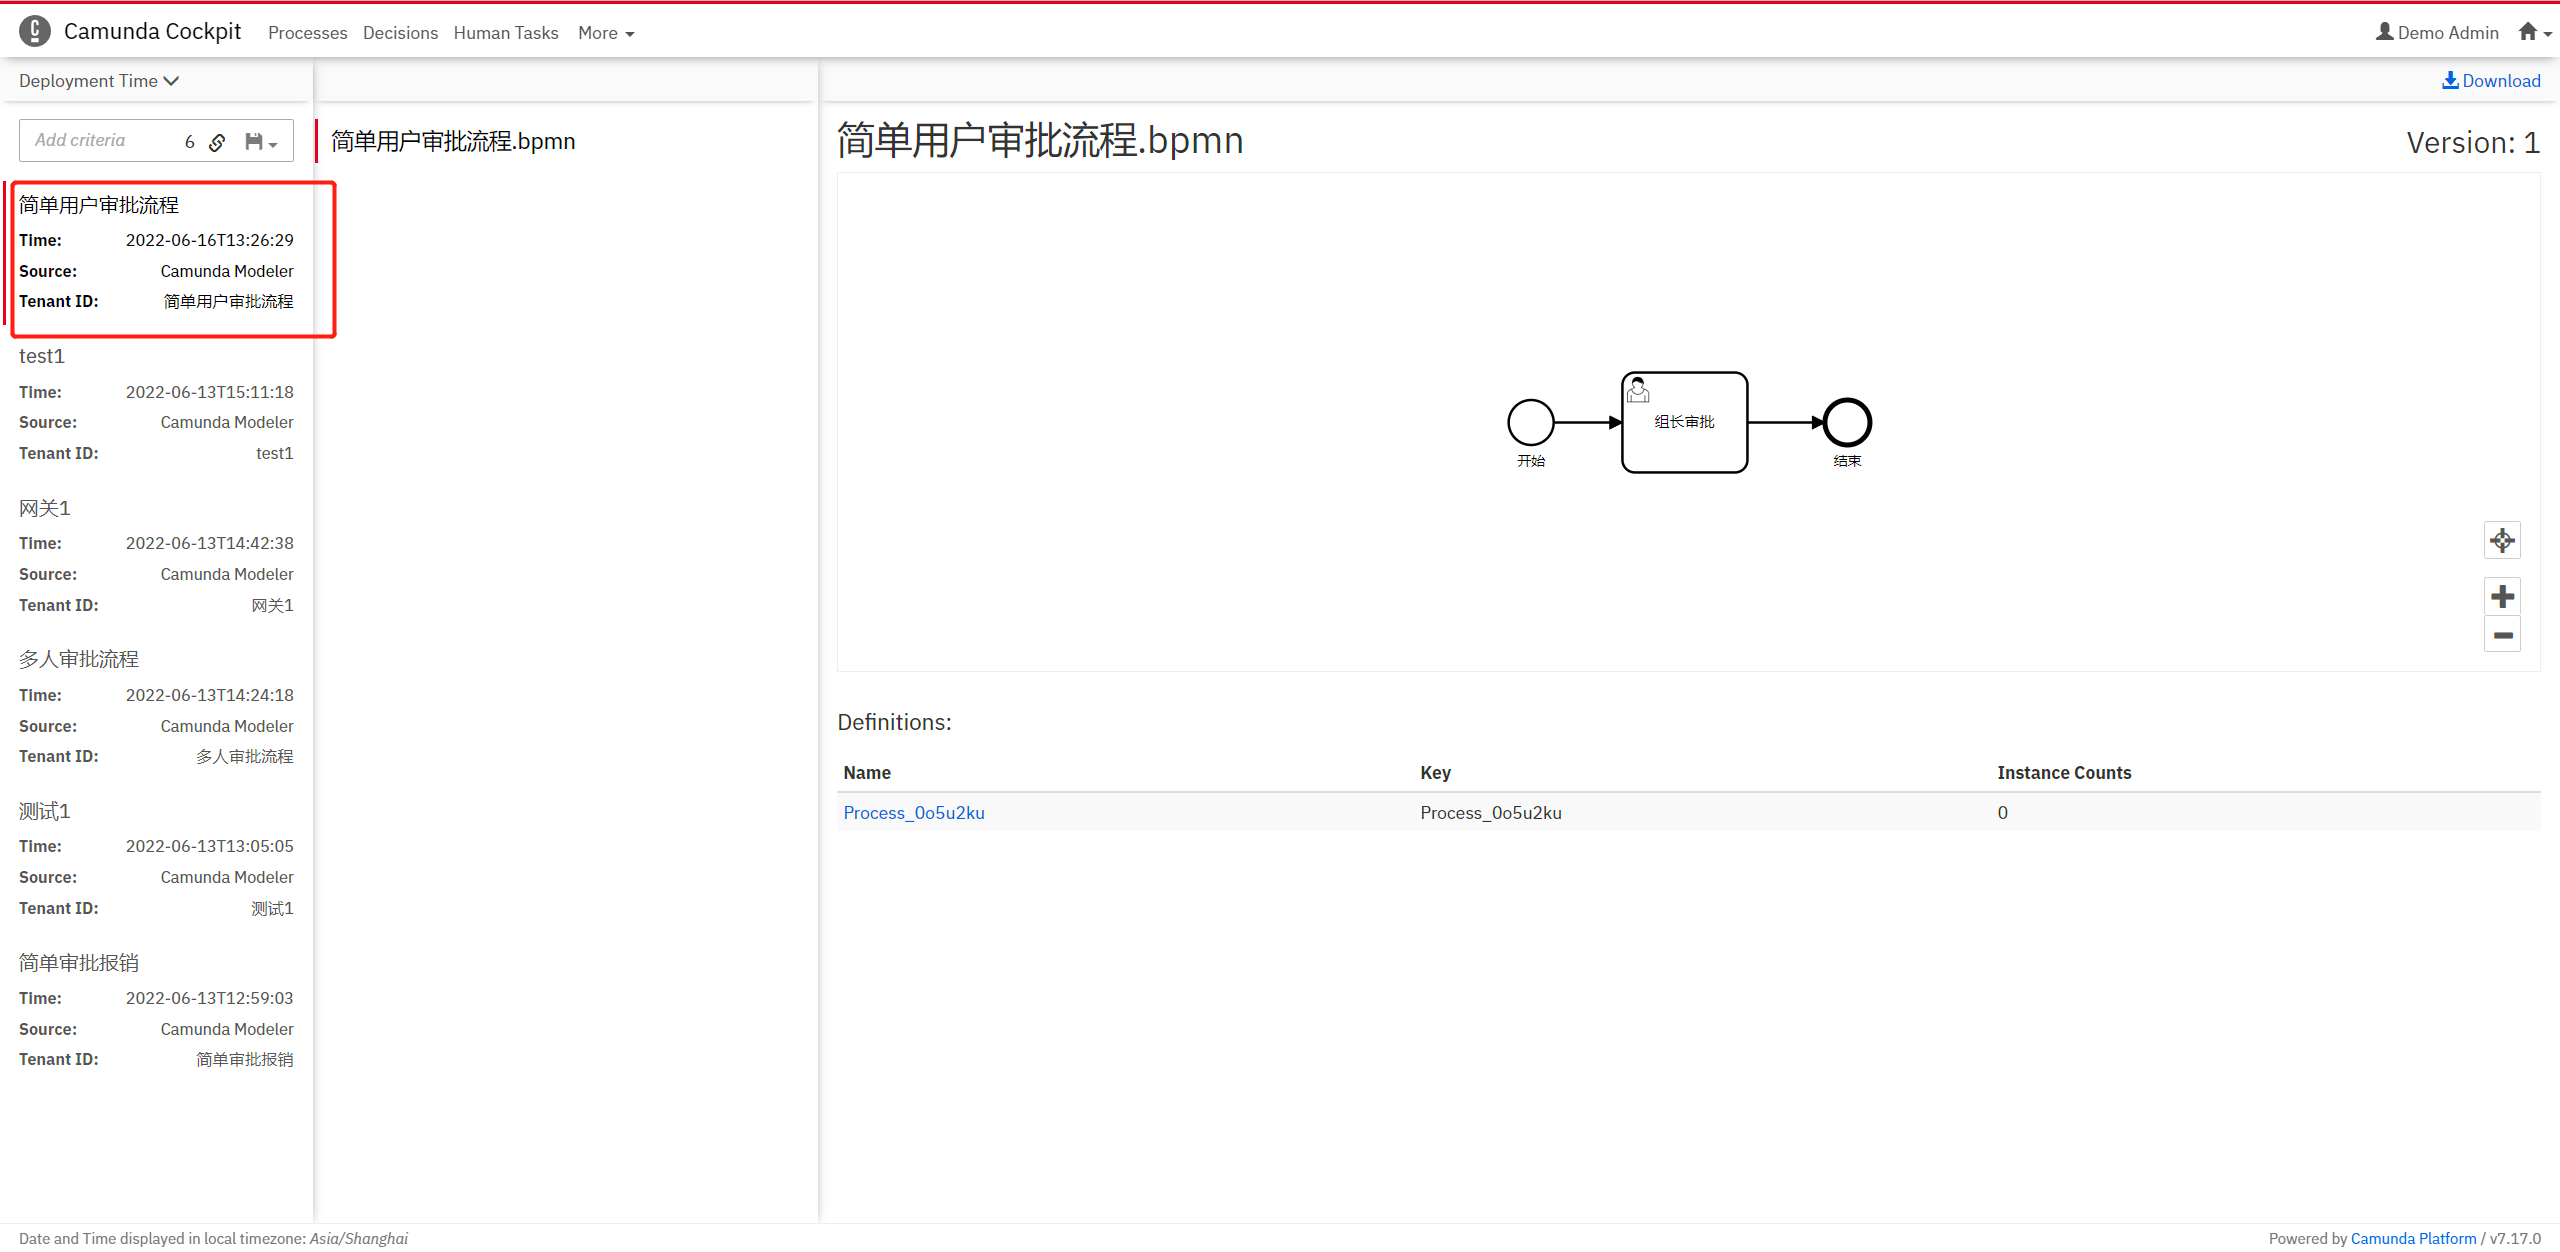 Camunda Cockpit Processes Decisions Human Tasks More Demo Admin
Deployment Time
Download
Add criteria 6
简单用户审批流程
Time: 2022-06-16T13:26:29
Source: Camunda Modeler
Tenant ID: 简单用户审批流程
test1
Time: 2022-06-13T15:11:18
Source: Camunda Modeler
Tenant ID: test1
网关1
Time: 2022-06-13T14:42:38
Source: Camunda Modeler
Tenant ID: 网关1
多人审批流程
Time: 2022-06-13T14:24:18
Source: Camunda Modeler
Tenant ID: 多人审批流程
测试1
Time: 2022-06-13T13:05:05
Source: Camunda Modeler
Tenant ID: 测试1
简单审批报销
Time: 2022-06-13T12:59:03
Source: Camunda Modeler
Tenant ID: 简单审批报销
简单用户审批流程.bpmn
简单用户审批流程.bpmn
Version: 1
组长审批
开始
结束
Definitions:
Name Key Instance Counts
Process_0o5u2ku Process_0o5u2ku 0
Date and Time displayed in local timezone: Asia/Shanghai
Powered by Camunda Platform / v7.17.0